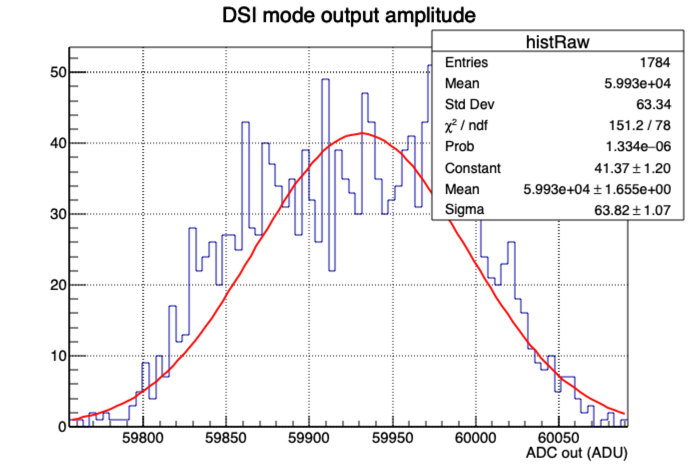 DSI mode output amplitude
histRaw
Entries 1784
Mean 5.993e+04
Std Dev 63.34
χ² / ndf 151.2 / 78
Prob 1.334e−06
Constant 41.37 ± 1.20
Mean 5.993e+04 ± 1.655e+00
Sigma 63.82 ± 1.07
50
40
30
20
10
0
59800 59850 59900 59950 60000 60050
ADC out (ADU)